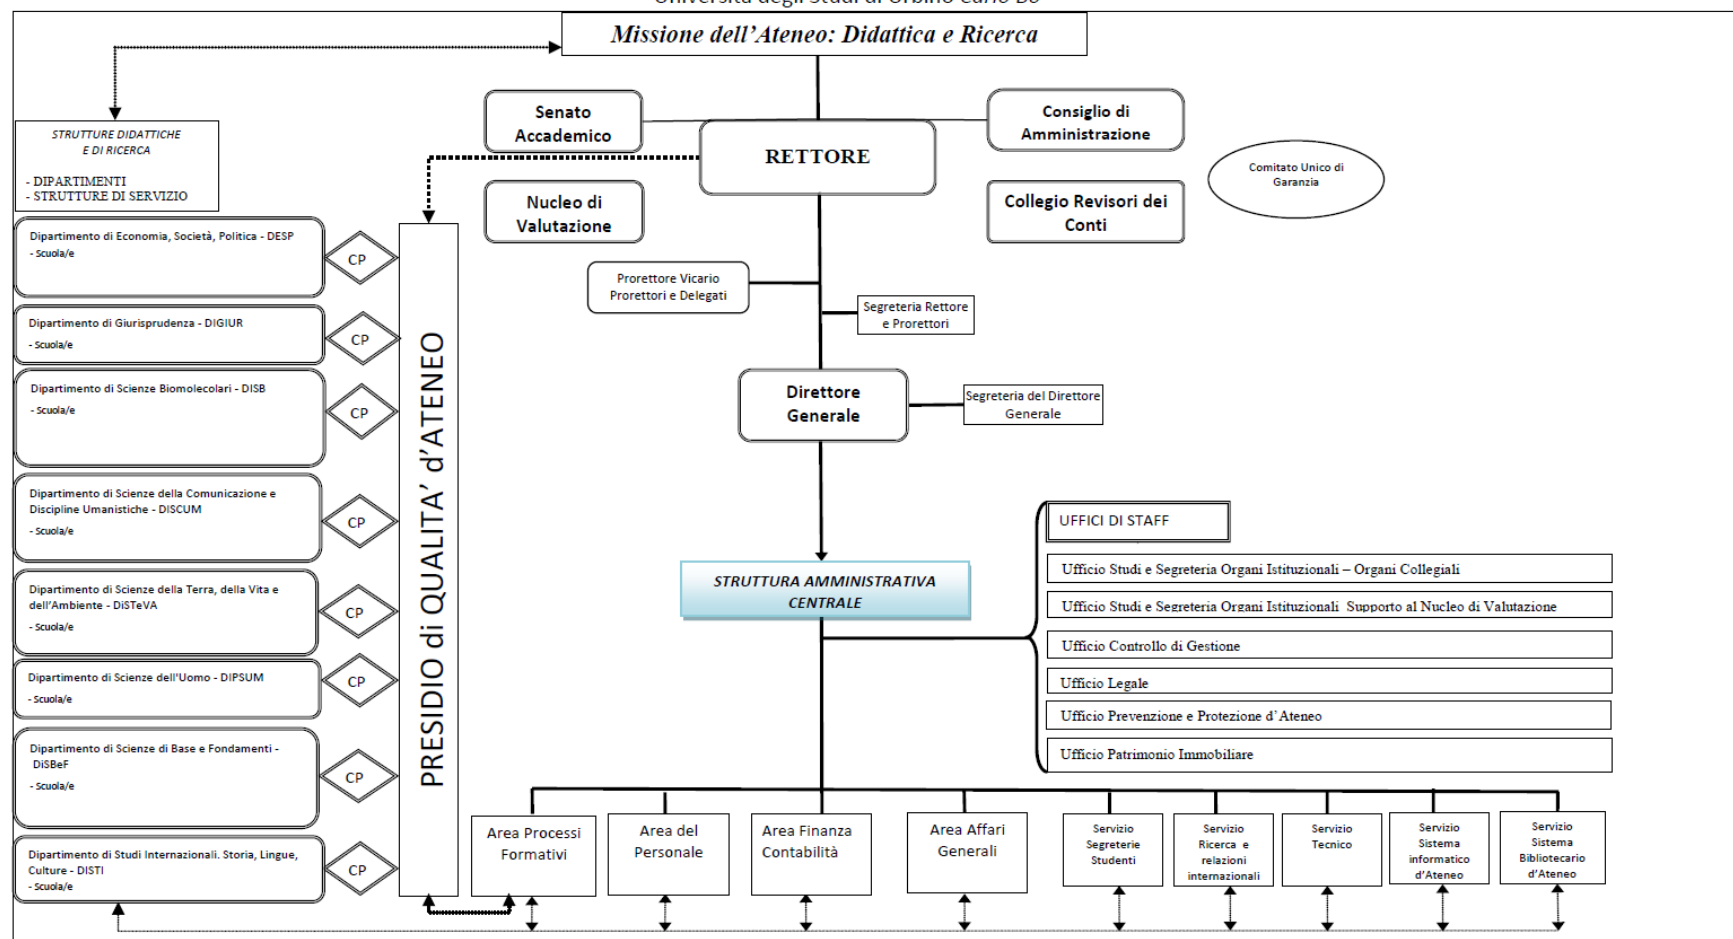 Università degli Studi di Urbino Carlo Bo
Missione dell'Ateneo: Didattica e Ricerca
STRUTTURE DIDATTICHE
E DI RICERCA
- DIPARTIMENTI
- STRUTTURE DI SERVIZIO
Senato
Accademico
Consiglio di
Amministrazione
RETTORE
Comitato Unico di
Garanzia
Nucleo di
Valutazione
Collegio Revisori dei
Conti
Prorettore Vicario
Prorettori e Delegati
Segreteria Rettore
e Prorettori
Direttore
Generale
Segreteria del Direttore
Generale
Dipartimento di Economia, Società, Politica - DESP
- Scuola/e
CP
Dipartimento di Giurisprudenza - DIGIUR
- Scuola/e
CP
Dipartimento di Scienze Biomolecolari - DISB
- Scuola/e
CP
Dipartimento di Scienze della Comunicazione e
Discipline Umanistiche - DISCUM
- Scuola/e
CP
Dipartimento di Scienze della Terra, della Vita e
dell'Ambiente - DiSTeVA
- Scuola/e
CP
Dipartimento di Scienze dell'Uomo - DIPSUM
- Scuola/e
CP
Dipartimento di Scienze di Base e Fondamenti -
DiSBeF
- Scuola/e
CP
Dipartimento di Studi Internazionali. Storia, Lingue,
Culture - DISTI
- Scuola/e
CP
PRESIDIO di QUALITA' d'ATENEO
STRUTTURA AMMINISTRATIVA
CENTRALE
UFFICI DI STAFF
Ufficio Studi e Segreteria Organi Istituzionali – Organi Collegiali
Ufficio Studi e Segreteria Organi Istituzionali Supporto al Nucleo di Valutazione
Ufficio Controllo di Gestione
Ufficio Legale
Ufficio Prevenzione e Protezione d'Ateneo
Ufficio Patrimonio Immobiliare
Area Processi
Formativi
Area del
Personale
Area Finanza
Contabilità
Area Affari
Generali
Servizio
Segreterie
Studenti
Servizio
Ricerca e
relazioni
internazionali
Servizio
Tecnico
Servizio
Sistema
informatico
d'Ateneo
Servizio
Sistema
Bibliotecario
d'Ateneo